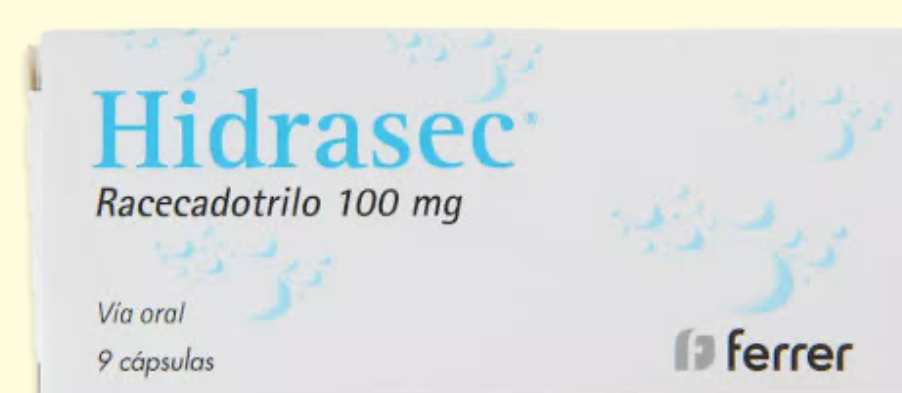 Hidrasec®
Racecadotrilo 100 mg
Vía oral
9 cápsulas
ferrer